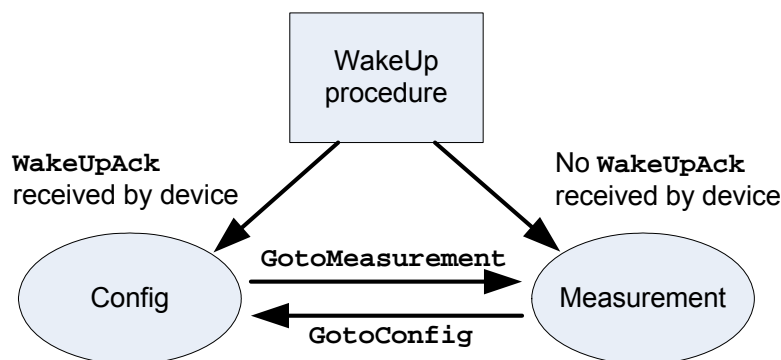 WakeUp
procedure
WakeUpAck
received by device
No WakeUpAck
received by device
GotoMeasurement
Config
Measurement
GotoConfig